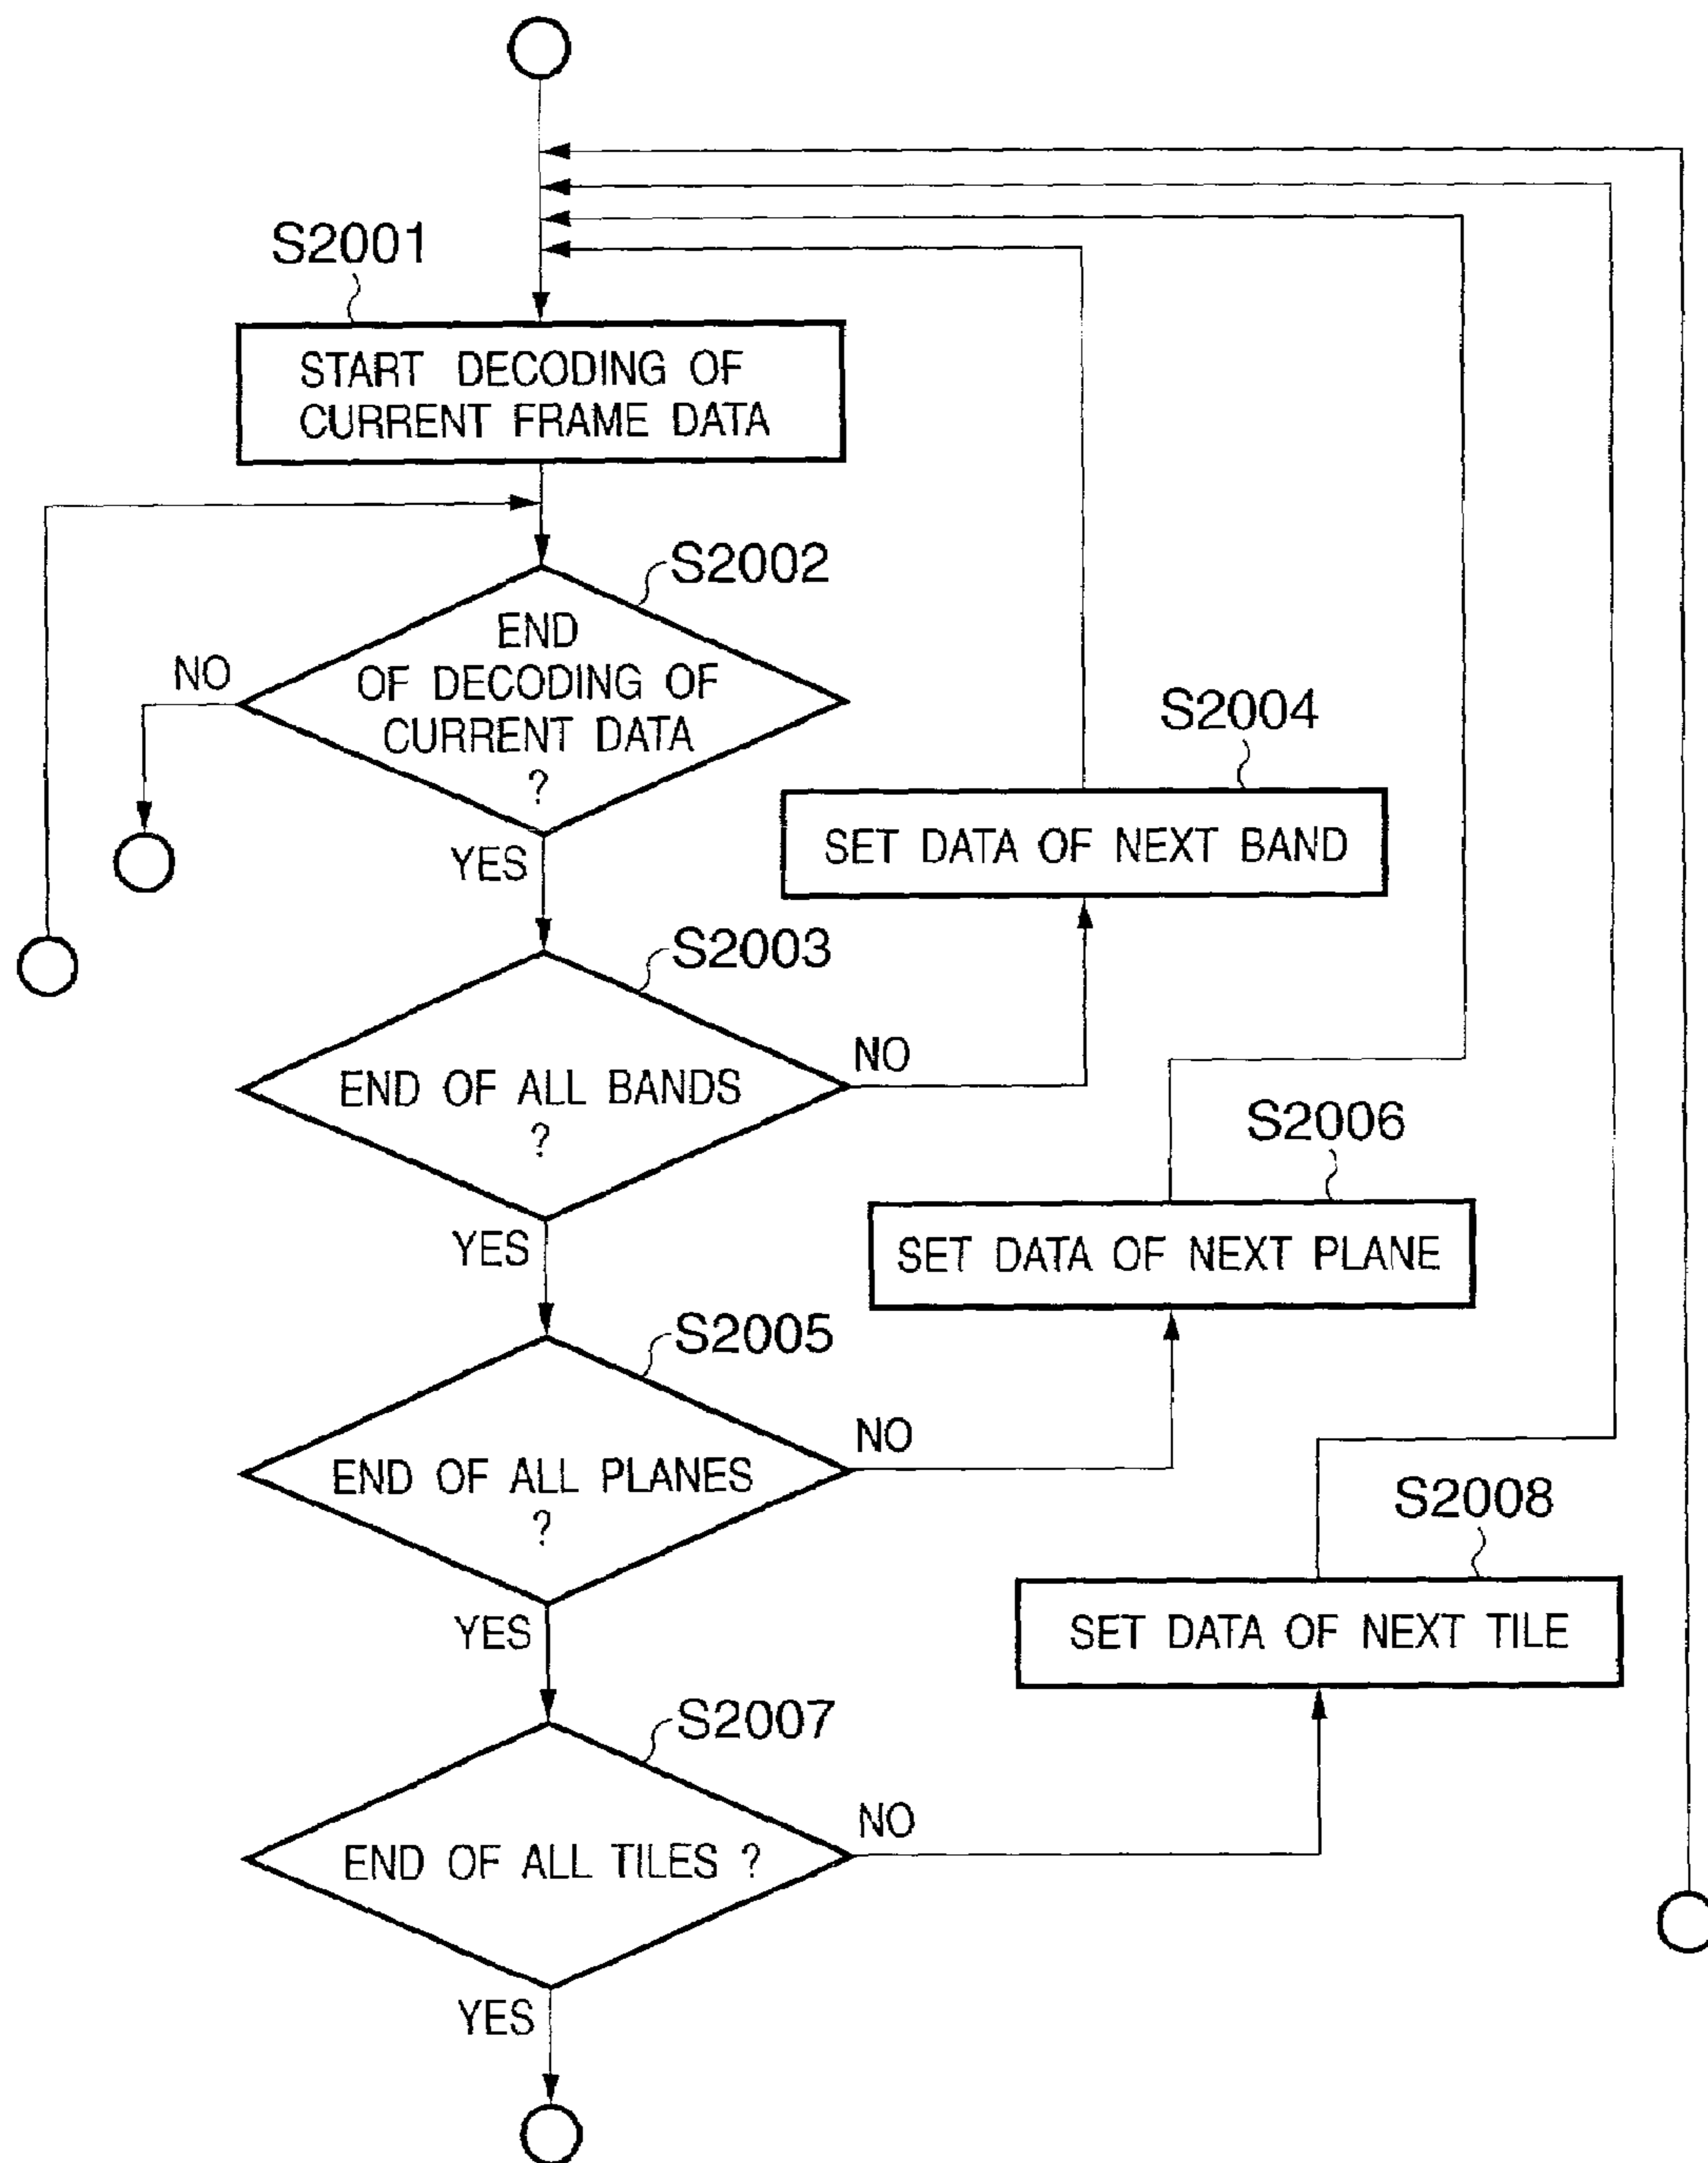 S2001
START DECODING OF
CURRENT FRAME DATA
S2002
END
OF DECODING OF
CURRENT DATA
?
NO
YES
S2004
SET DATA OF NEXT BAND
S2003
END OF ALL BANDS
?
NO
YES
S2006
SET DATA OF NEXT PLANE
S2005
END OF ALL PLANES
?
NO
YES
S2008
SET DATA OF NEXT TILE
S2007
END OF ALL TILES ?
NO
YES